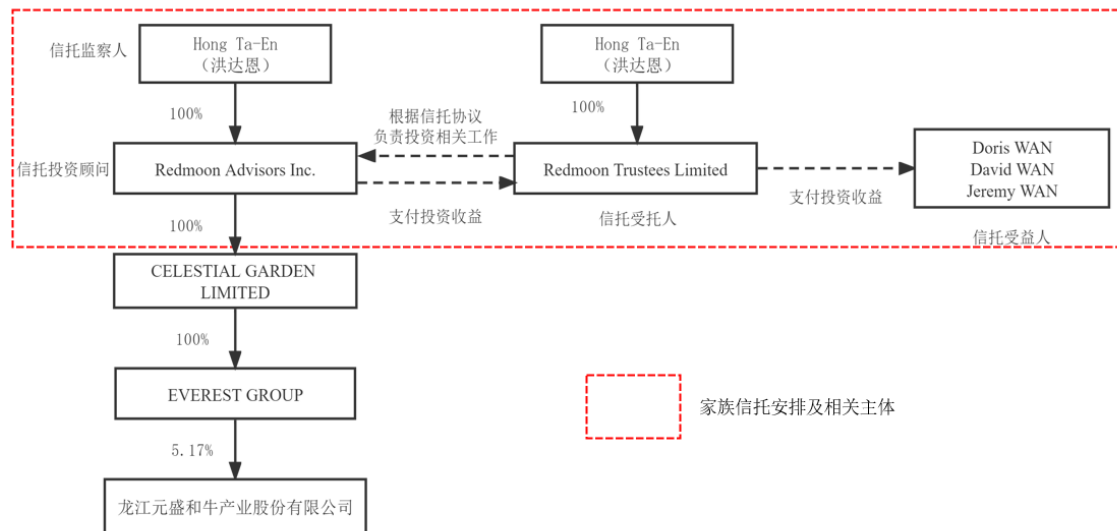 信托监察人
Hong Ta-En
（洪达恩）
Hong Ta-En
（洪达恩）
100%
100%
根据信托协议
负责投资相关工作
信托投资顾问
Redmoon Advisors Inc.
Redmoon Trustees Limited
Doris WAN
David WAN
Jeremy WAN
支付投资收益
支付投资收益
信托受托人
信托受益人
100%
CELESTIAL GARDEN
LIMITED
100%
EVEREST GROUP
家族信托安排及相关主体
5.17%
龙江元盛和牛产业股份有限公司